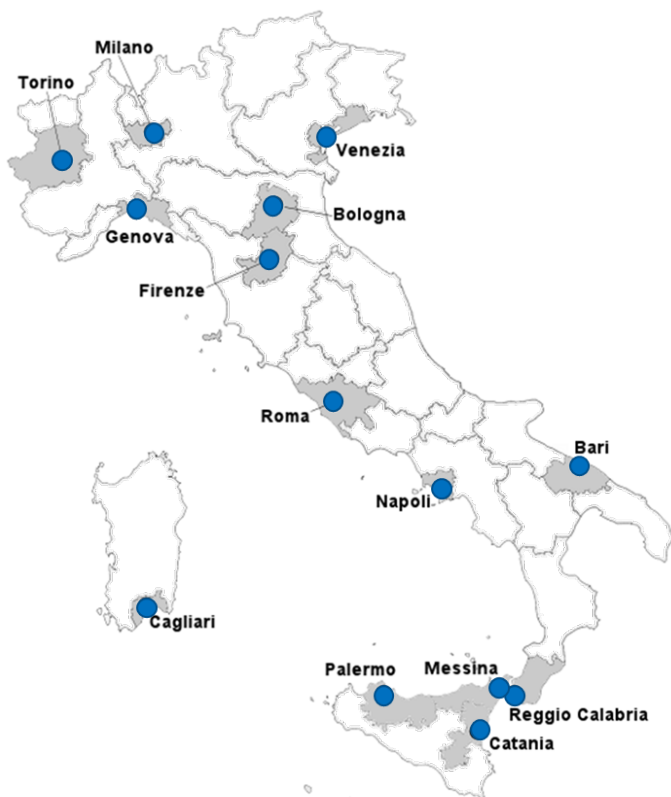 Milano
Torino
Venezia
Bologna
Genova
Firenze
Roma
Bari
Napoli
Cagliari
Palermo
Messina
Reggio Calabria
Catania